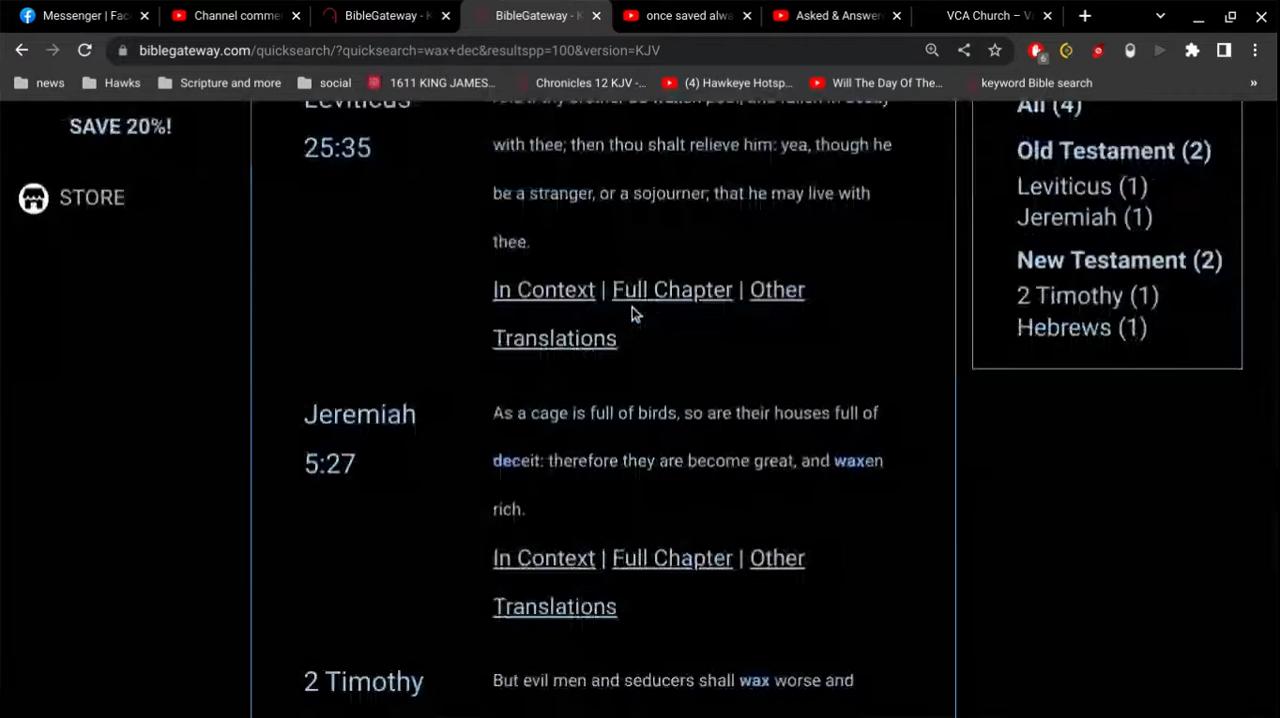 Messenger | Fac
Channel comme
BibleGateway - K
BibleGateway - K
once saved alwa
Asked & Answere
VCA Church – V
biblegateway.com/quicksearch/?quicksearch=wax+dec&resultspp=100&version=KJV
6
news
Hawks
Scripture and more
social
1611 KING JAMES...
Chronicles 12 KJV -...
(4) Hawkeye Hotsp...
Will The Day Of The...
keyword Bible search
»
SAVE 20%!
STORE
Leviticus
25:35
with thee; then thou shalt relieve him: yea, though he
be a stranger, or a sojourner; that he may live with
thee.
In Context | Full Chapter | Other
Translations
Jeremiah
5:27
As a cage is full of birds, so are their houses full of
deceit: therefore they are become great, and waxen
rich.
In Context | Full Chapter | Other
Translations
2 Timothy
But evil men and seducers shall wax worse and
All (4)
Old Testament (2)
Leviticus (1)
Jeremiah (1)
New Testament (2)
2 Timothy (1)
Hebrews (1)